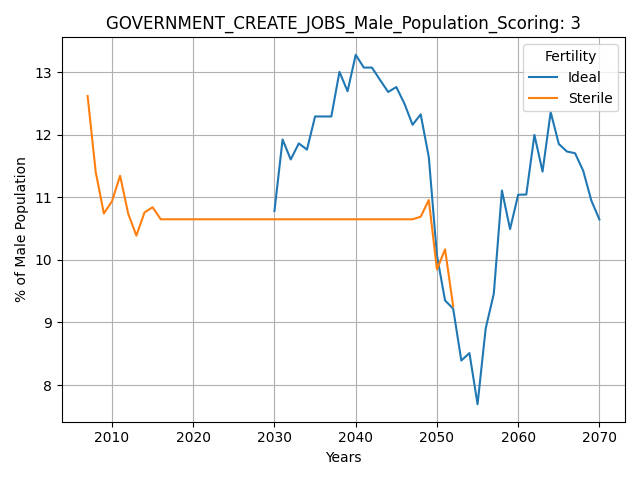 GOVERNMENT_CREATE_JOBS_Male_Population_Scoring: 3
Fertility
Ideal
Sterile
% of Male Population
13
12
11
10
9
8
2010 2020 2030 2040 2050 2060 2070
Years